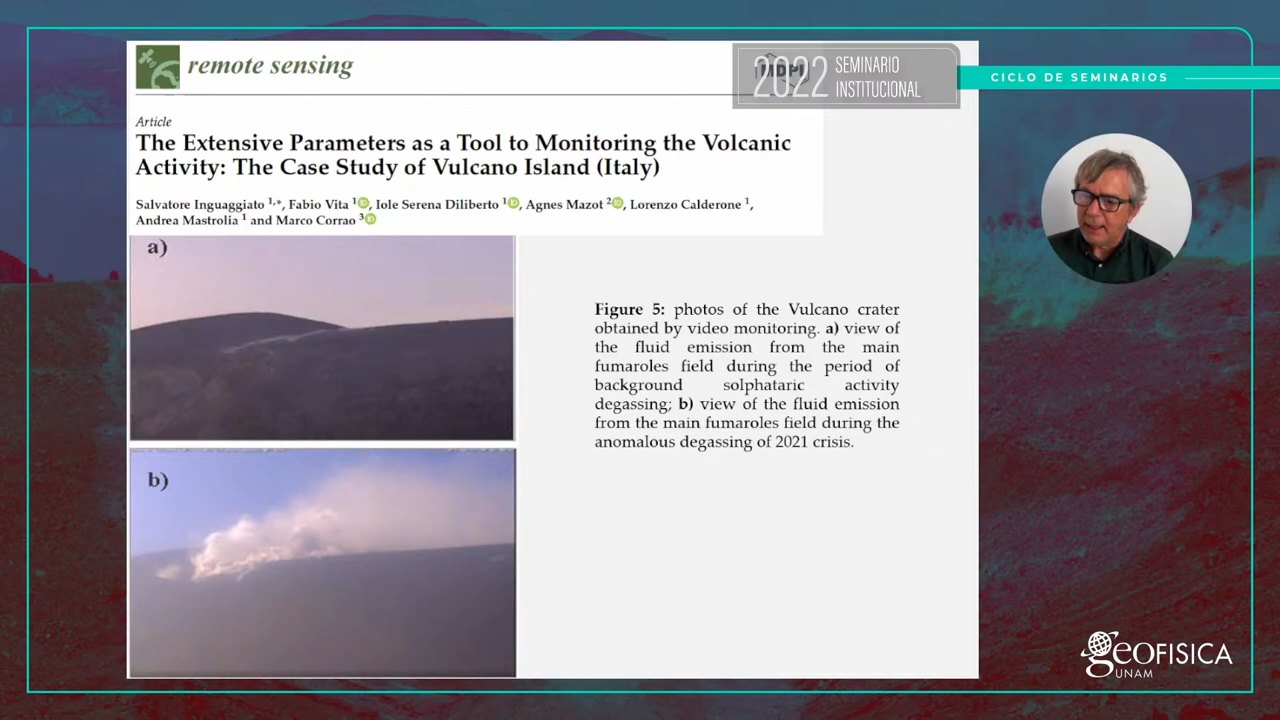 remote sensing
MDPI
2022 SEMINARIO
INSTITUCIONAL
CICLO DE SEMINARIOS
Article
The Extensive Parameters as a Tool to Monitoring the Volcanic
Activity: The Case Study of Vulcano Island (Italy)
Salvatore Inguaggiato 1,*, Fabio Vita 1, Iole Serena Diliberto 1, Agnes Mazot 2, Lorenzo Calderone 1,
Andrea Mastrolia 1 and Marco Corrao 3
a)
Figure 5: photos of the Vulcano crater
obtained by video monitoring. a) view of
the fluid emission from the main
fumaroles field during the period of
background solphataric activity
degassing; b) view of the fluid emission
from the main fumaroles field during the
anomalous degassing of 2021 crisis.
b)
GEOFISICA
UNAM